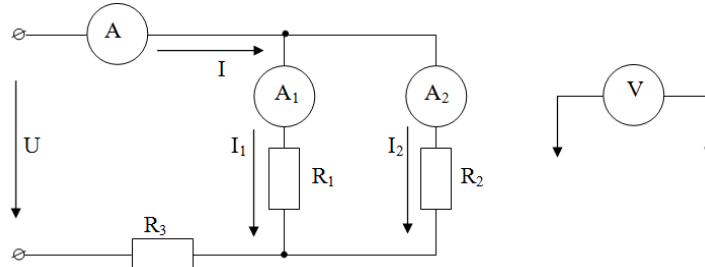 A
I
A₁
A₂
V
U
I₁
I₂
R₁
R₂
R₃